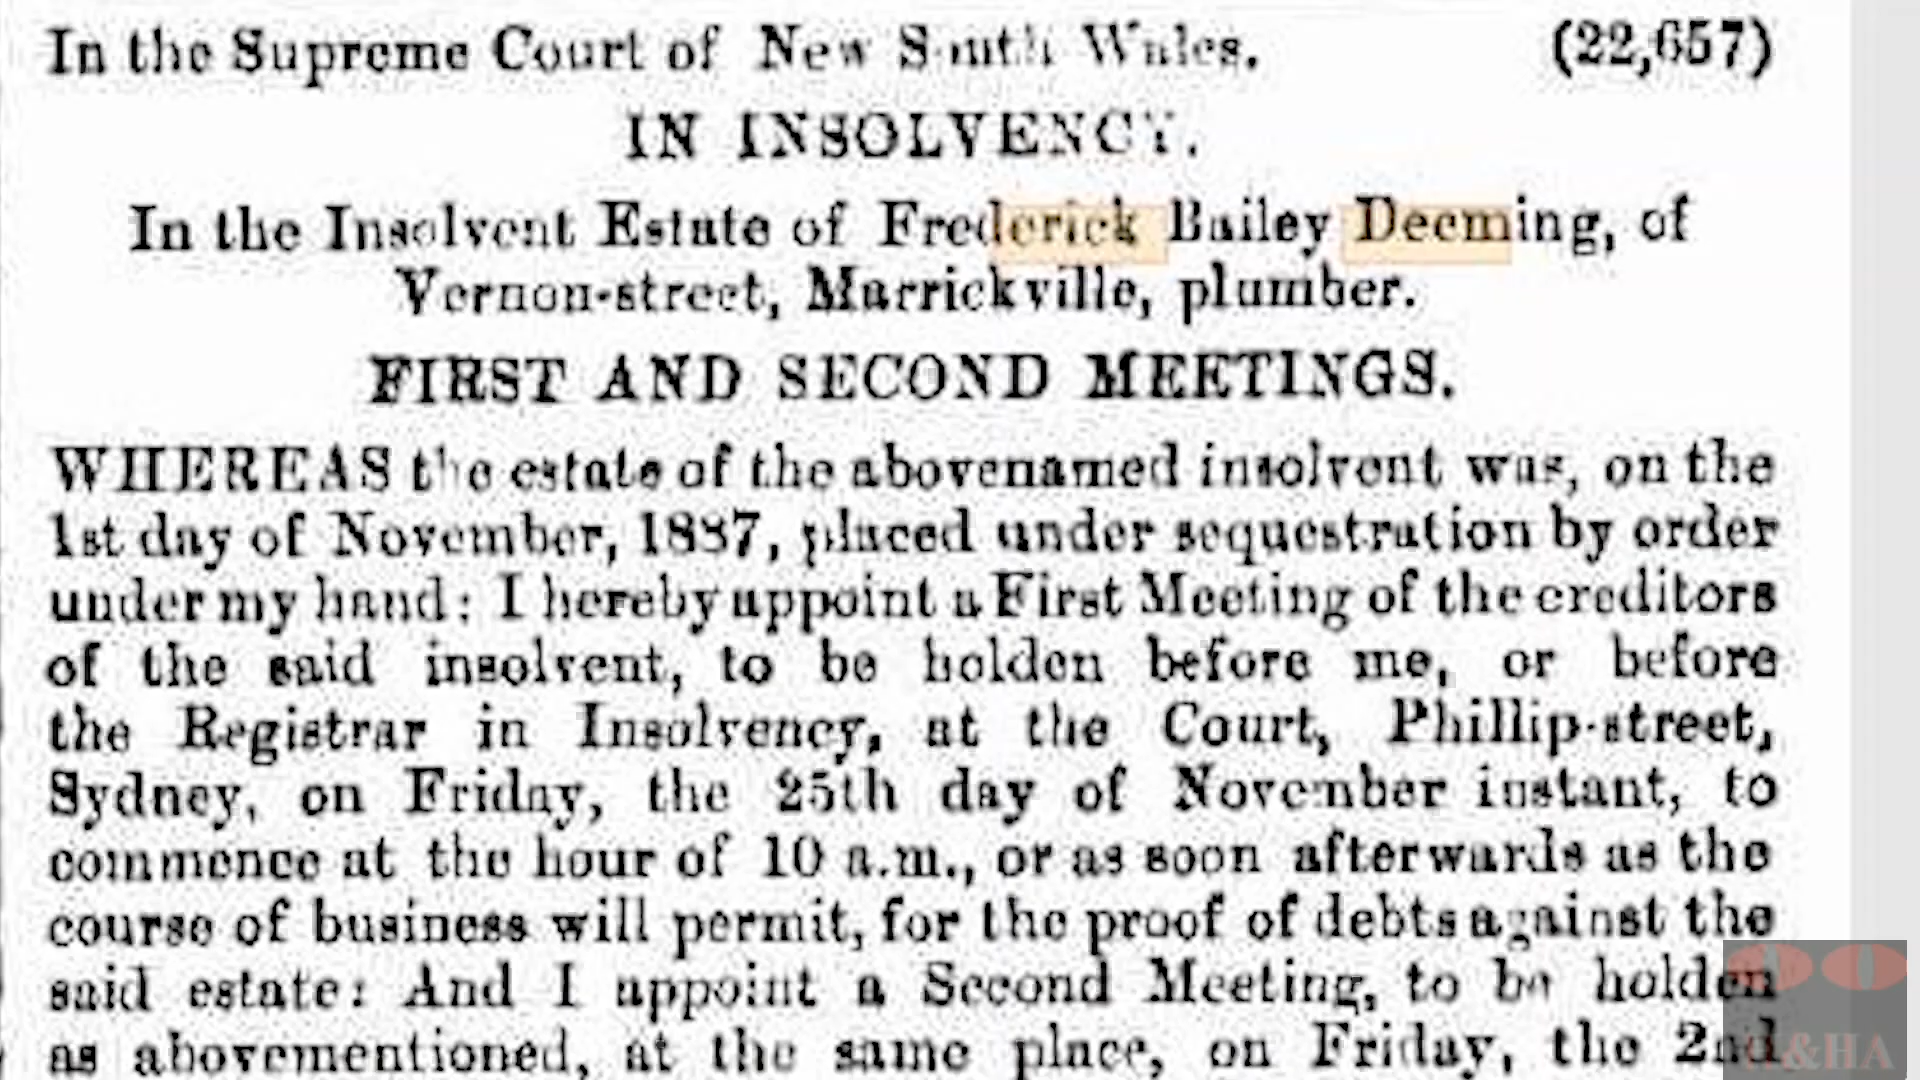 In the Supreme Court of New South Wales. (22,657)
IN INSOLVENCY.
In the Insolvent Estate of Frederick Bailey Deeming, of
Vernon-street, Marrickville, plumber.
FIRST AND SECOND MEETINGS.
WHEREAS the estate of the abovenamed insolvent was, on the
1st day of November, 1887, placed under sequestration by order
under my hand: I hereby appoint a First Meeting of the creditors
of the said insolvent, to be holden before me, or before
the Registrar in Insolvency, at the Court, Phillip-street,
Sydney, on Friday, the 25th day of November instant, to
commence at the hour of 10 a.m., or as soon afterwards as the
course of business will permit, for the proof of debts against the
said estate: And I appoint a Second Meeting, to be holden
as abovementioned, at the same place, on Friday, the 2nd